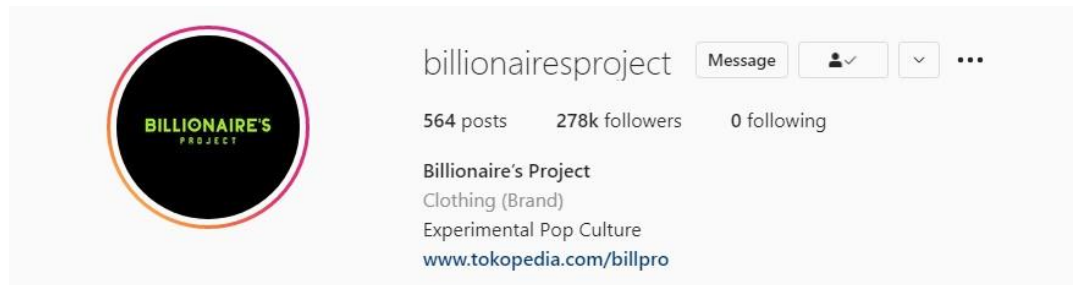 BILLIONAIRE'S
PROJECT
billionairesproject Message
564 posts 278k followers 0 following
Billionaire's Project
Clothing (Brand)
Experimental Pop Culture
www.tokopedia.com/billpro